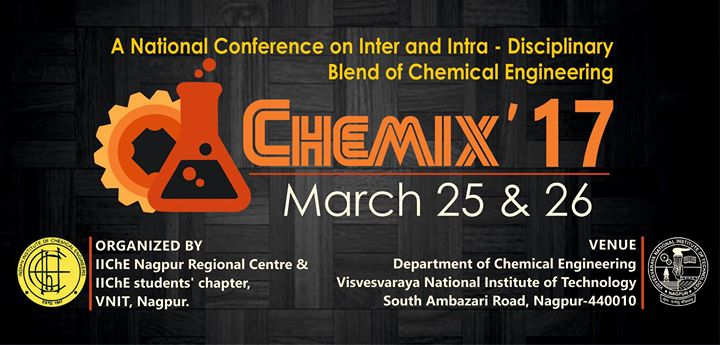 A National Conference on Inter and Intra - Disciplinary
Blend of Chemical Engineering
CHEMIX'17
March 25 & 26
ORGANIZED BY
IIChE Nagpur Regional Centre &
IIChE students' chapter,
VNIT, Nagpur.
VENUE
Department of Chemical Engineering
Visvesvaraya National Institute of Technology
South Ambazari Road, Nagpur-440010